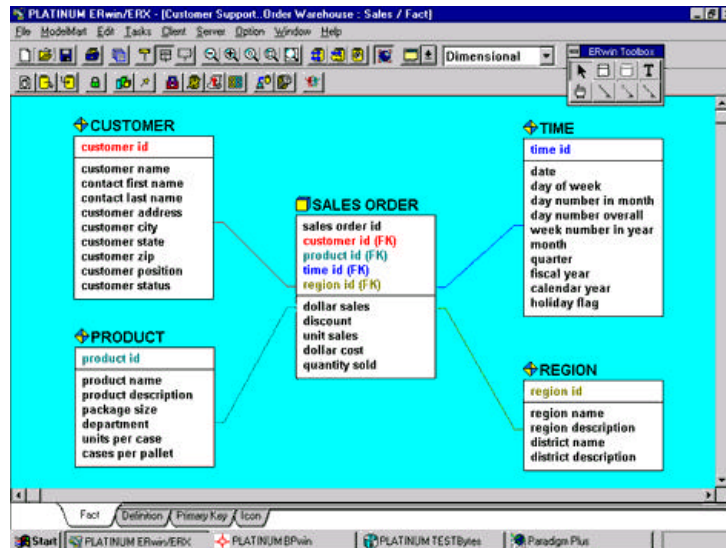 PLATINUM ERwin/ERX - [Customer Support..Order Warehouse : Sales / Fact]
File ModelMart Edit Tasks Client Server Option Window Help
Dimensional
ERwin Toolbox
T
CUSTOMER
customer id
customer name
contact first name
contact last name
customer address
customer city
customer state
customer zip
customer position
customer status
TIME
time id
date
day of week
day number in month
day number overall
week number in year
month
quarter
fiscal year
calendar year
holiday flag
SALES ORDER
sales order id
customer id (FK)
product id (FK)
time id (FK)
region id (FK)
dollar sales
discount
unit sales
dollar cost
quantity sold
PRODUCT
product id
product name
product description
package size
department
units per case
cases per pallet
REGION
region id
region name
region description
district name
district description
Fact Definition Primary Key Icon
Start PLATINUM ERwin/ERX PLATINUM BPwin PLATINUM TESTBytes Paradigm Plus